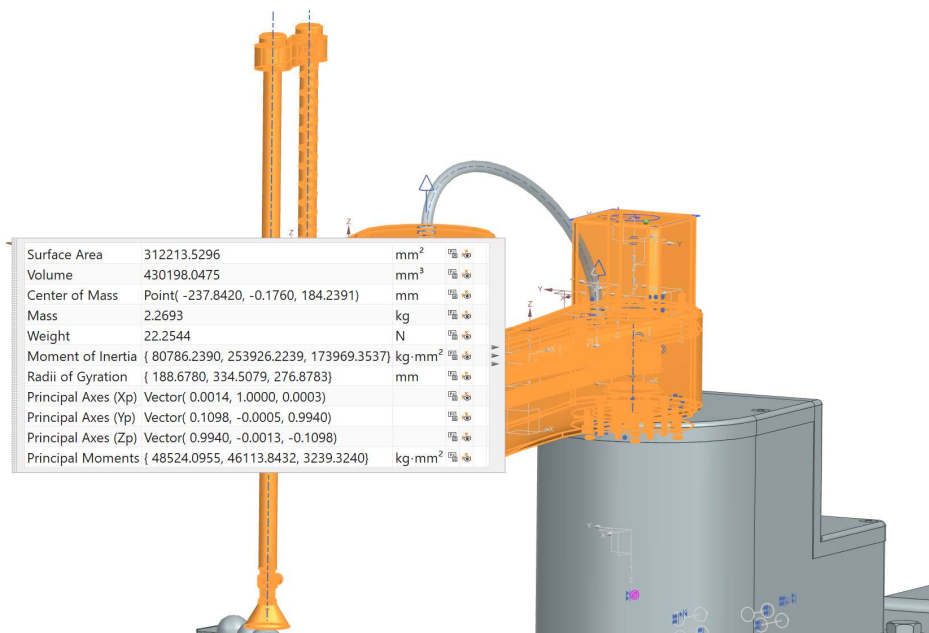 Z
Z
Surface Area 312213.5296 mm²
Volume 430198.0475 mm³
Center of Mass Point( -237.8420, -0.1760, 184.2391) mm
Mass 2.2693 kg
Weight 22.2544 N
Moment of Inertia { 80786.2390, 253926.2239, 173969.3537} kg·mm²
Radii of Gyration { 188.6780, 334.5079, 276.8783} mm
Principal Axes (Xp) Vector( 0.0014, 1.0000, 0.0003)
Principal Axes (Yp) Vector( 0.1098, -0.0005, 0.9940)
Principal Axes (Zp) Vector( 0.9940, -0.0013, -0.1098)
Principal Moments { 48524.0955, 46113.8432, 3239.3240} kg·mm²
Y
Y
Z
Y